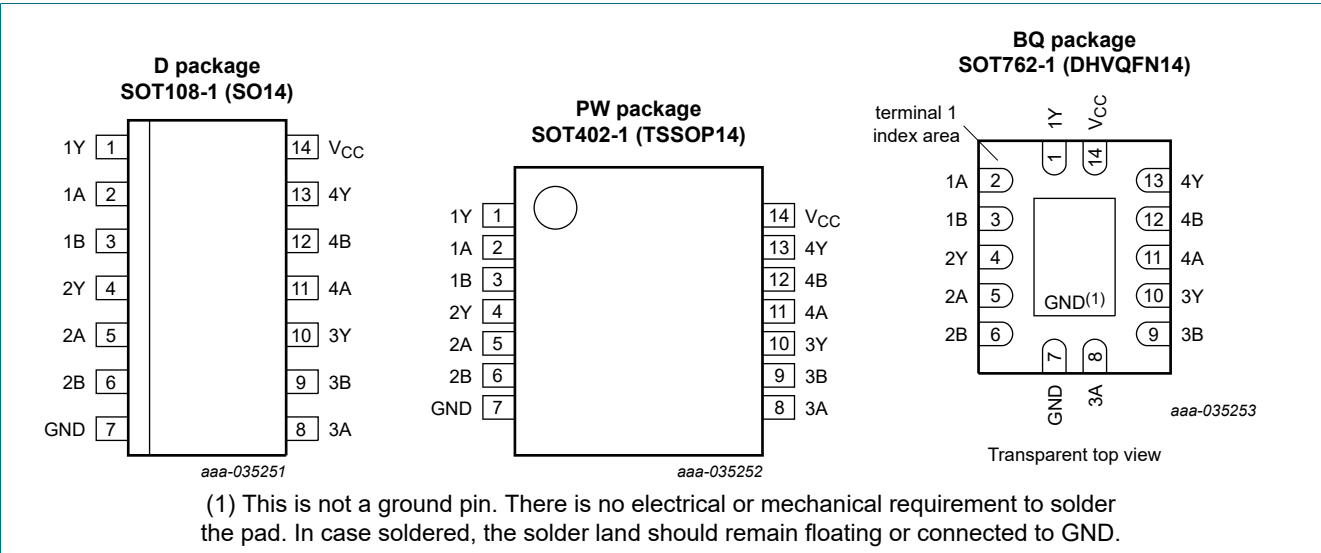 D package
SOT108-1 (SO14)
1Y 1
1A 2
1B 3
2Y 4
2A 5
2B 6
GND 7
14 VCC
13 4Y
12 4B
11 4A
10 3Y
9 3B
8 3A
aaa-035251
PW package
SOT402-1 (TSSOP14)
1Y 1
1A 2
1B 3
2Y 4
2A 5
2B 6
GND 7
14 VCC
13 4Y
12 4B
11 4A
10 3Y
9 3B
8 3A
aaa-035252
BQ package
SOT762-1 (DHVQFN14)
terminal 1
index area
1Y 1
VCC 14
1A 2
1B 3
2Y 4
2A 5
2B 6
13 4Y
12 4B
11 4A
10 3Y
9 3B
GND(1)
7 GND
8 3A
aaa-035253
Transparent top view
(1) This is not a ground pin. There is no electrical or mechanical requirement to solder
the pad. In case soldered, the solder land should remain floating or connected to GND.